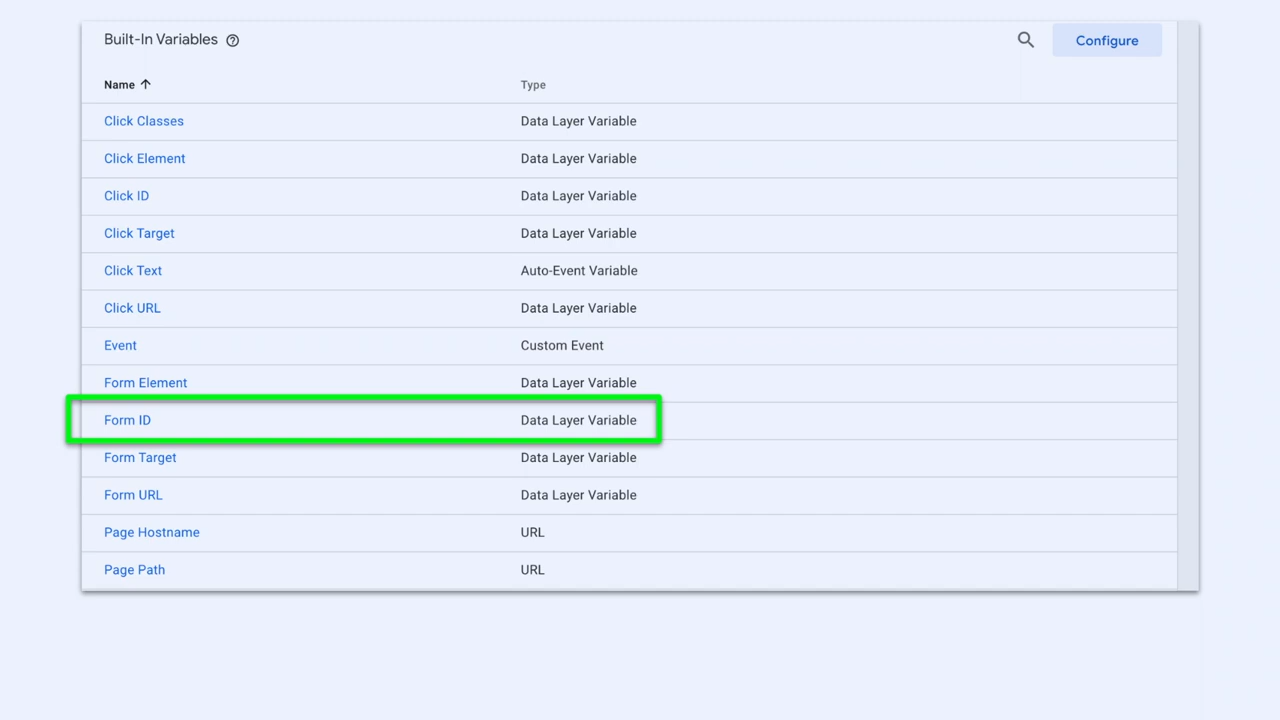 Built-In Variables
Configure
Name Type
Click Classes Data Layer Variable
Click Element Data Layer Variable
Click ID Data Layer Variable
Click Target Data Layer Variable
Click Text Auto-Event Variable
Click URL Data Layer Variable
Event Custom Event
Form Element Data Layer Variable
Form ID Data Layer Variable
Form Target Data Layer Variable
Form URL Data Layer Variable
Page Hostname URL
Page Path URL